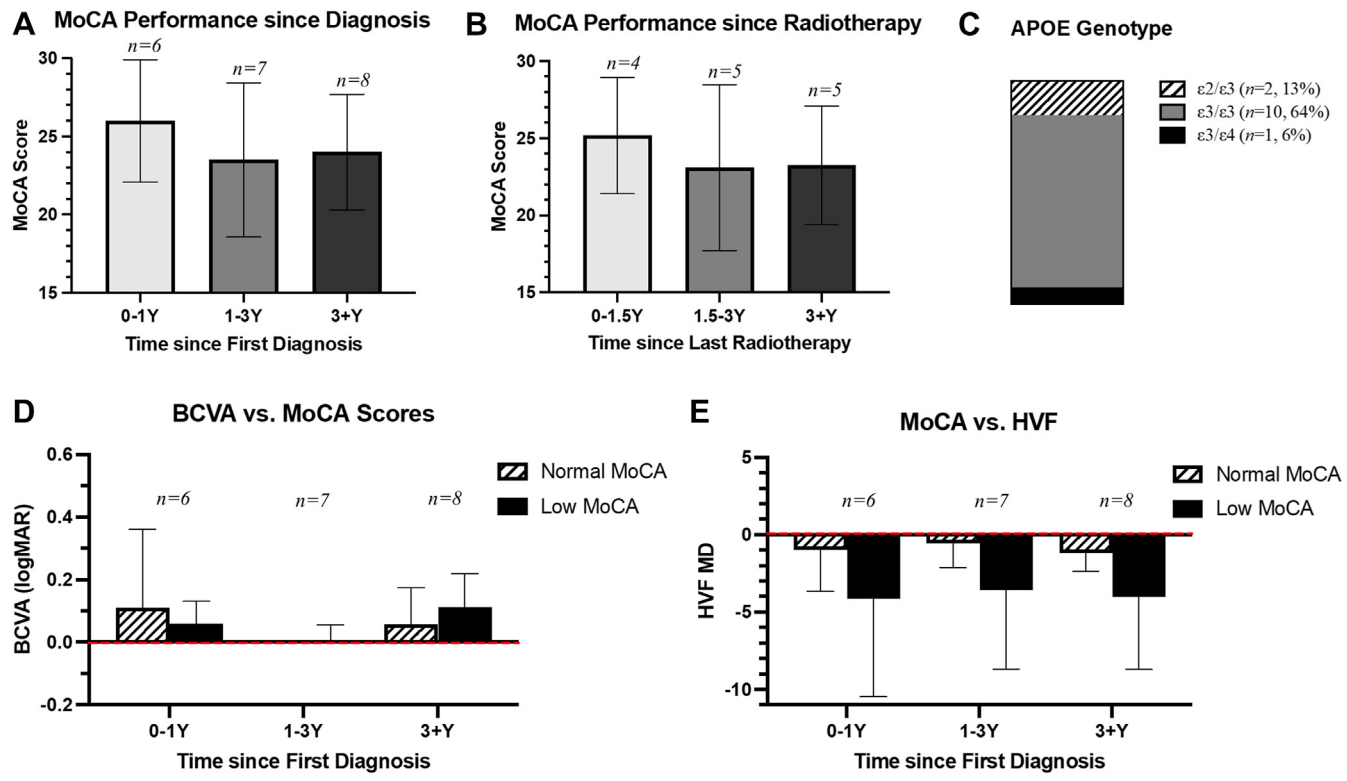 A
MoCA Performance since Diagnosis
n=6
n=7
n=8
30
25
20
15
MoCA Score
0-1Y
1-3Y
3+Y
Time since First Diagnosis
B
MoCA Performance since Radiotherapy
n=4
n=5
n=5
30
25
20
15
MoCA Score
0-1.5Y
1.5-3Y
3+Y
Time since Last Radiotherapy
C
APOE Genotype
ε2/ε3 (n=2, 13%)
ε3/ε3 (n=10, 64%)
ε3/ε4 (n=1, 6%)
D
BCVA vs. MoCA Scores
0.6
0.4
0.2
0.0
-0.2
BCVA (logMAR)
n=6
n=7
n=8
Normal MoCA
Low MoCA
0-1Y
1-3Y
3+Y
Time since First Diagnosis
E
MoCA vs. HVF
5
0
-5
-10
HVF MD
n=6
n=7
n=8
Normal MoCA
Low MoCA
0-1Y
1-3Y
3+Y
Time since First Diagnosis